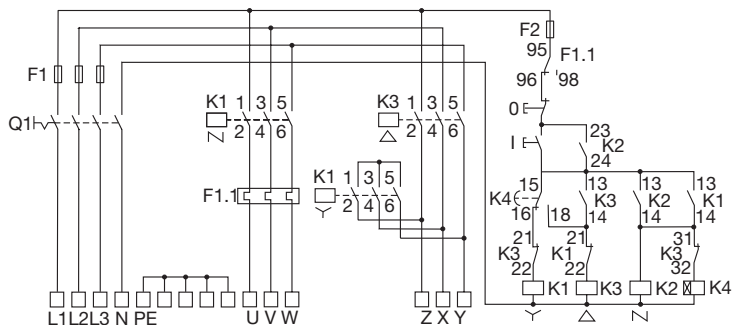 F2
95
F1.1
F1
96 98
K1 1 3 5
2 4 6
K3 1 3 5
2 4 6
0
Q1
23
K2
24
I
K1 1 3 5
2 4 6
F1.1
15
K4
16 18
13
K3
14
13
K2
14
13
K1
14
21
K3
22
21
K1
22
31
K3
32
K1 K3 K2 K4
L1 L2 L3 N PE U V W Z X Y